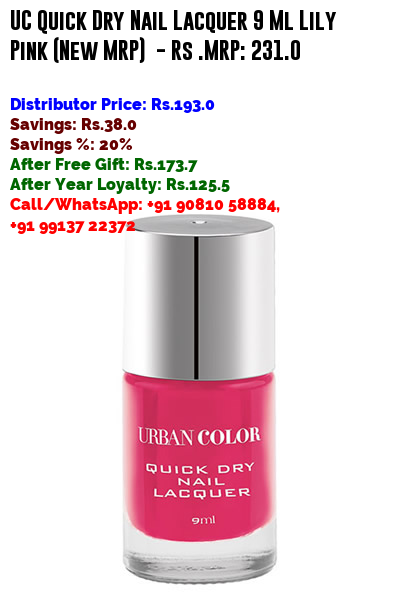 UC Quick Dry Nail Lacquer 9 Ml Lily
Pink (New MRP)  - Rs .MRP: 231.0
Distributor Price: Rs.193.0
Savings: Rs.38.0
Savings %: 20%
After Free Gift: Rs.173.7
After Year Loyalty: Rs.125.5
Call/WhatsApp: +91 90810 58884,
+91 99137 22372
URBAN COLOR
QUICK DRY
NAIL
LACQUER
9ml